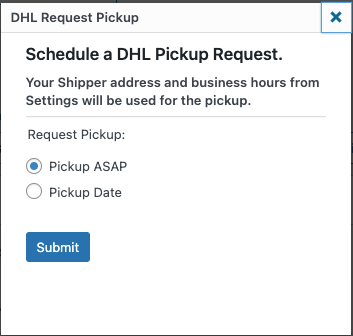 DHL Request Pickup
Schedule a DHL Pickup Request.
Your Shipper address and business hours from
Settings will be used for the pickup.
Request Pickup:
Pickup ASAP
Pickup Date
Submit